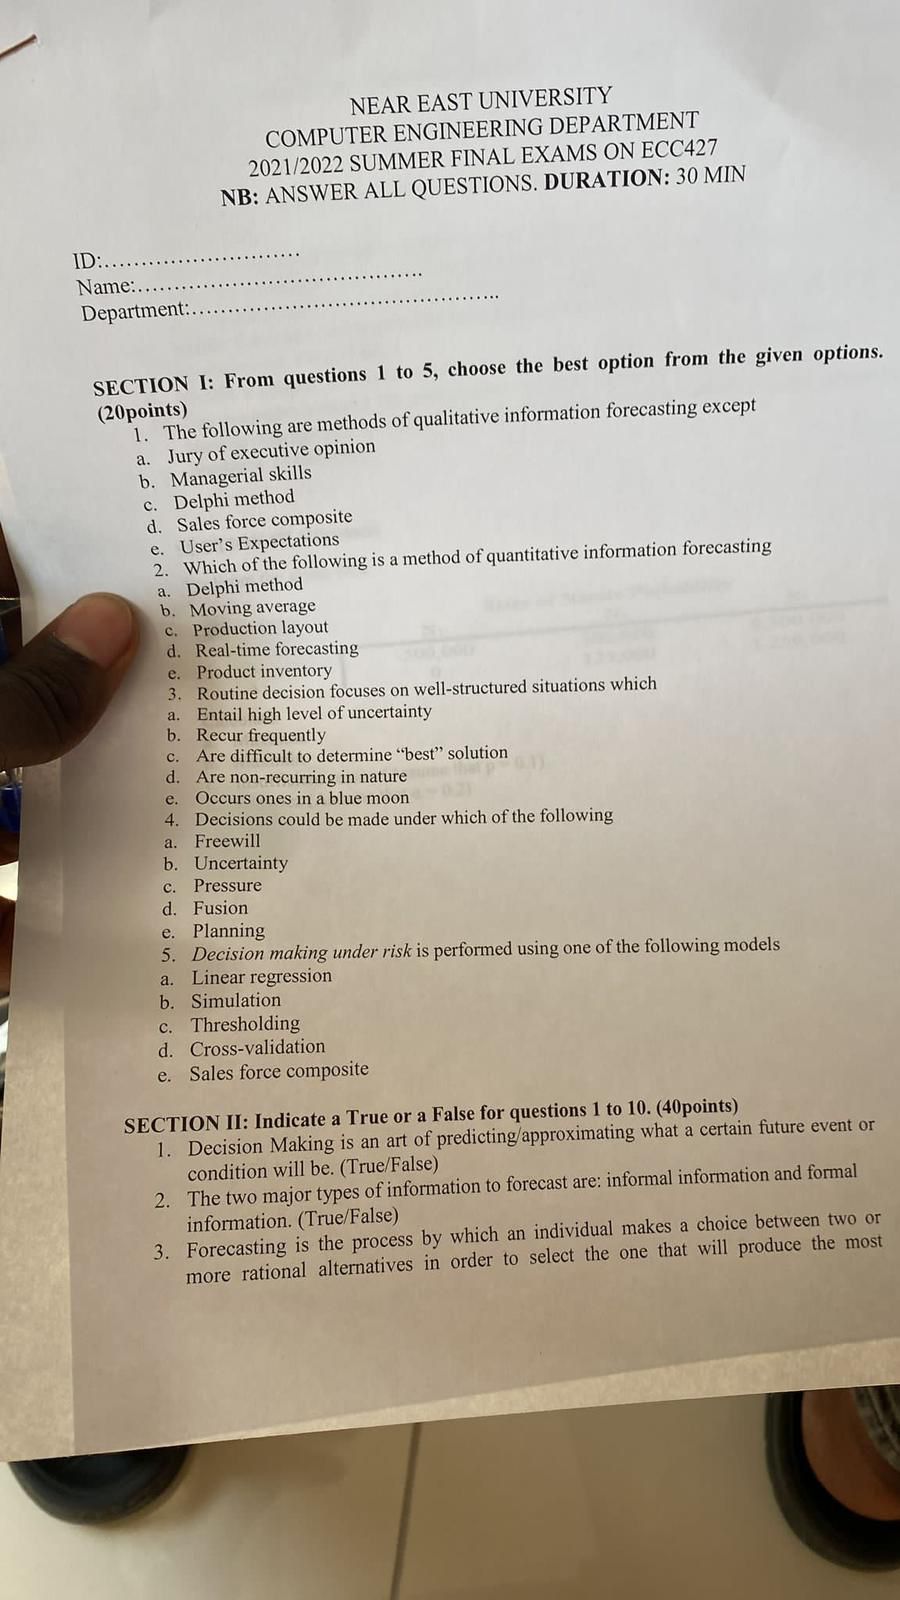 NEAR EAST UNIVERSITY
COMPUTER ENGINEERING DEPARTMENT
2021/2022 SUMMER FINAL EXAMS ON ECC427
NB: ANSWER ALL QUESTIONS. DURATION: 30 MIN
ID:...........................
Name:.......................................
Department:..........................................
SECTION I: From questions 1 to 5, choose the best option from the given options.
(20points)
1. The following are methods of qualitative information forecasting except
a. Jury of executive opinion
b. Managerial skills
c. Delphi method
d. Sales force composite
e. User's Expectations
2. Which of the following is a method of quantitative information forecasting
a. Delphi method
b. Moving average
c. Production layout
d. Real-time forecasting
e. Product inventory
3. Routine decision focuses on well-structured situations which
a. Entail high level of uncertainty
b. Recur frequently
c. Are difficult to determine “best” solution
d. Are non-recurring in nature
e. Occurs ones in a blue moon
4. Decisions could be made under which of the following
a. Freewill
b. Uncertainty
c. Pressure
d. Fusion
e. Planning
5. Decision making under risk is performed using one of the following models
a. Linear regression
b. Simulation
c. Thresholding
d. Cross-validation
e. Sales force composite
SECTION II: Indicate a True or a False for questions 1 to 10. (40points)
1. Decision Making is an art of predicting/approximating what a certain future event or
condition will be. (True/False)
2. The two major types of information to forecast are: informal information and formal
information. (True/False)
3. Forecasting is the process by which an individual makes a choice between two or
more rational alternatives in order to select the one that will produce the most